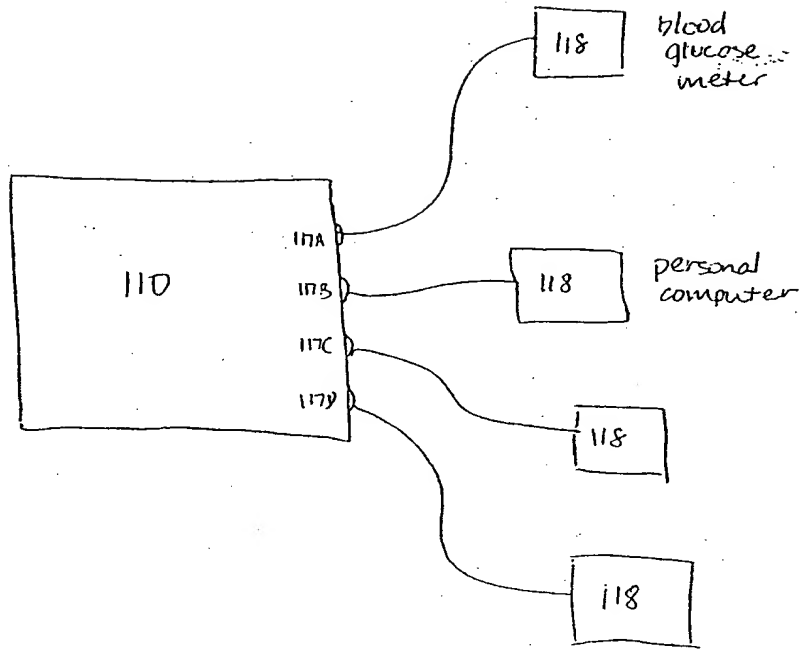 118
blood
glucose
meter
117A
110
117B
118
personal
computer
117C
117D
118
118